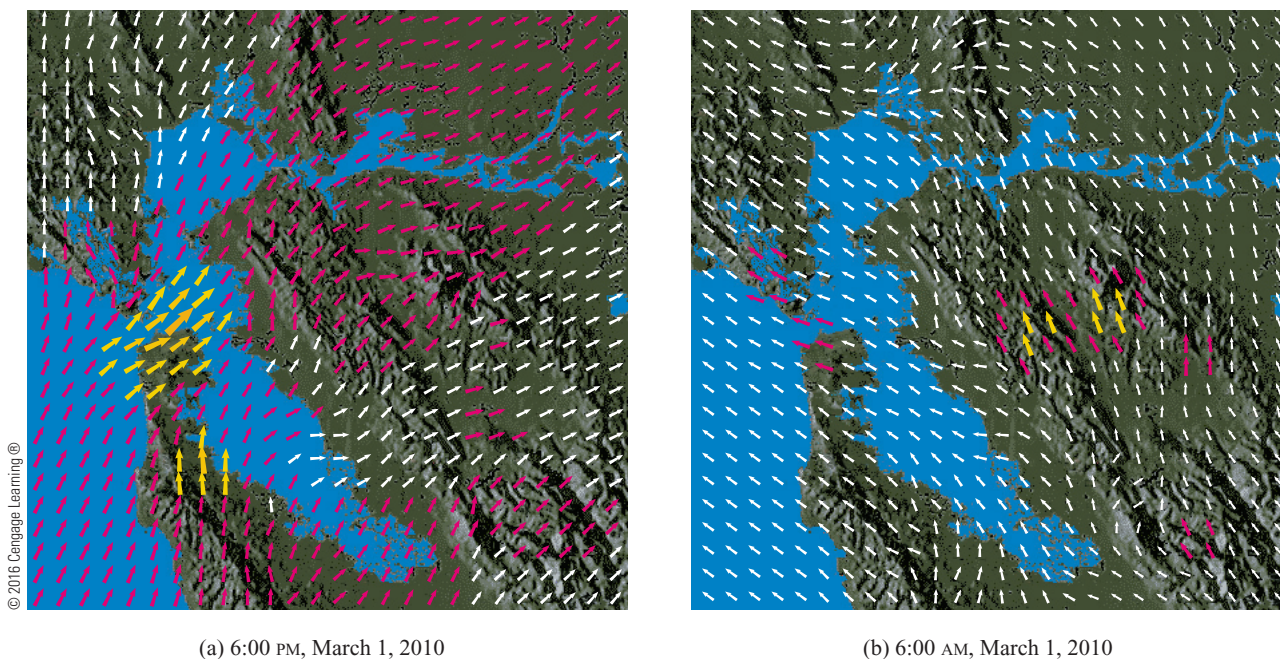 © 2016 Cengage Learning ®
(a) 6:00 PM, March 1, 2010
(b) 6:00 AM, March 1, 2010